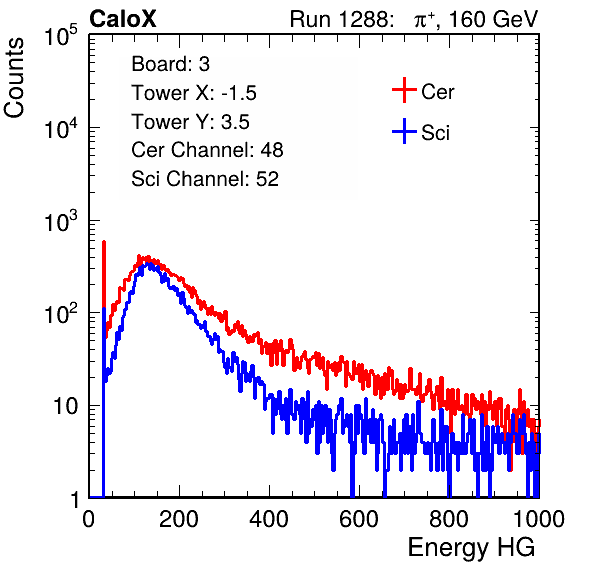 CaloX Run 1288: π⁺, 160 GeV
Counts
10⁵
10⁴
10³
10²
10
1
Board: 3
Tower X: -1.5
Tower Y: 3.5
Cer Channel: 48
Sci Channel: 52
Cer
Sci
0 200 400 600 800 1000
Energy HG